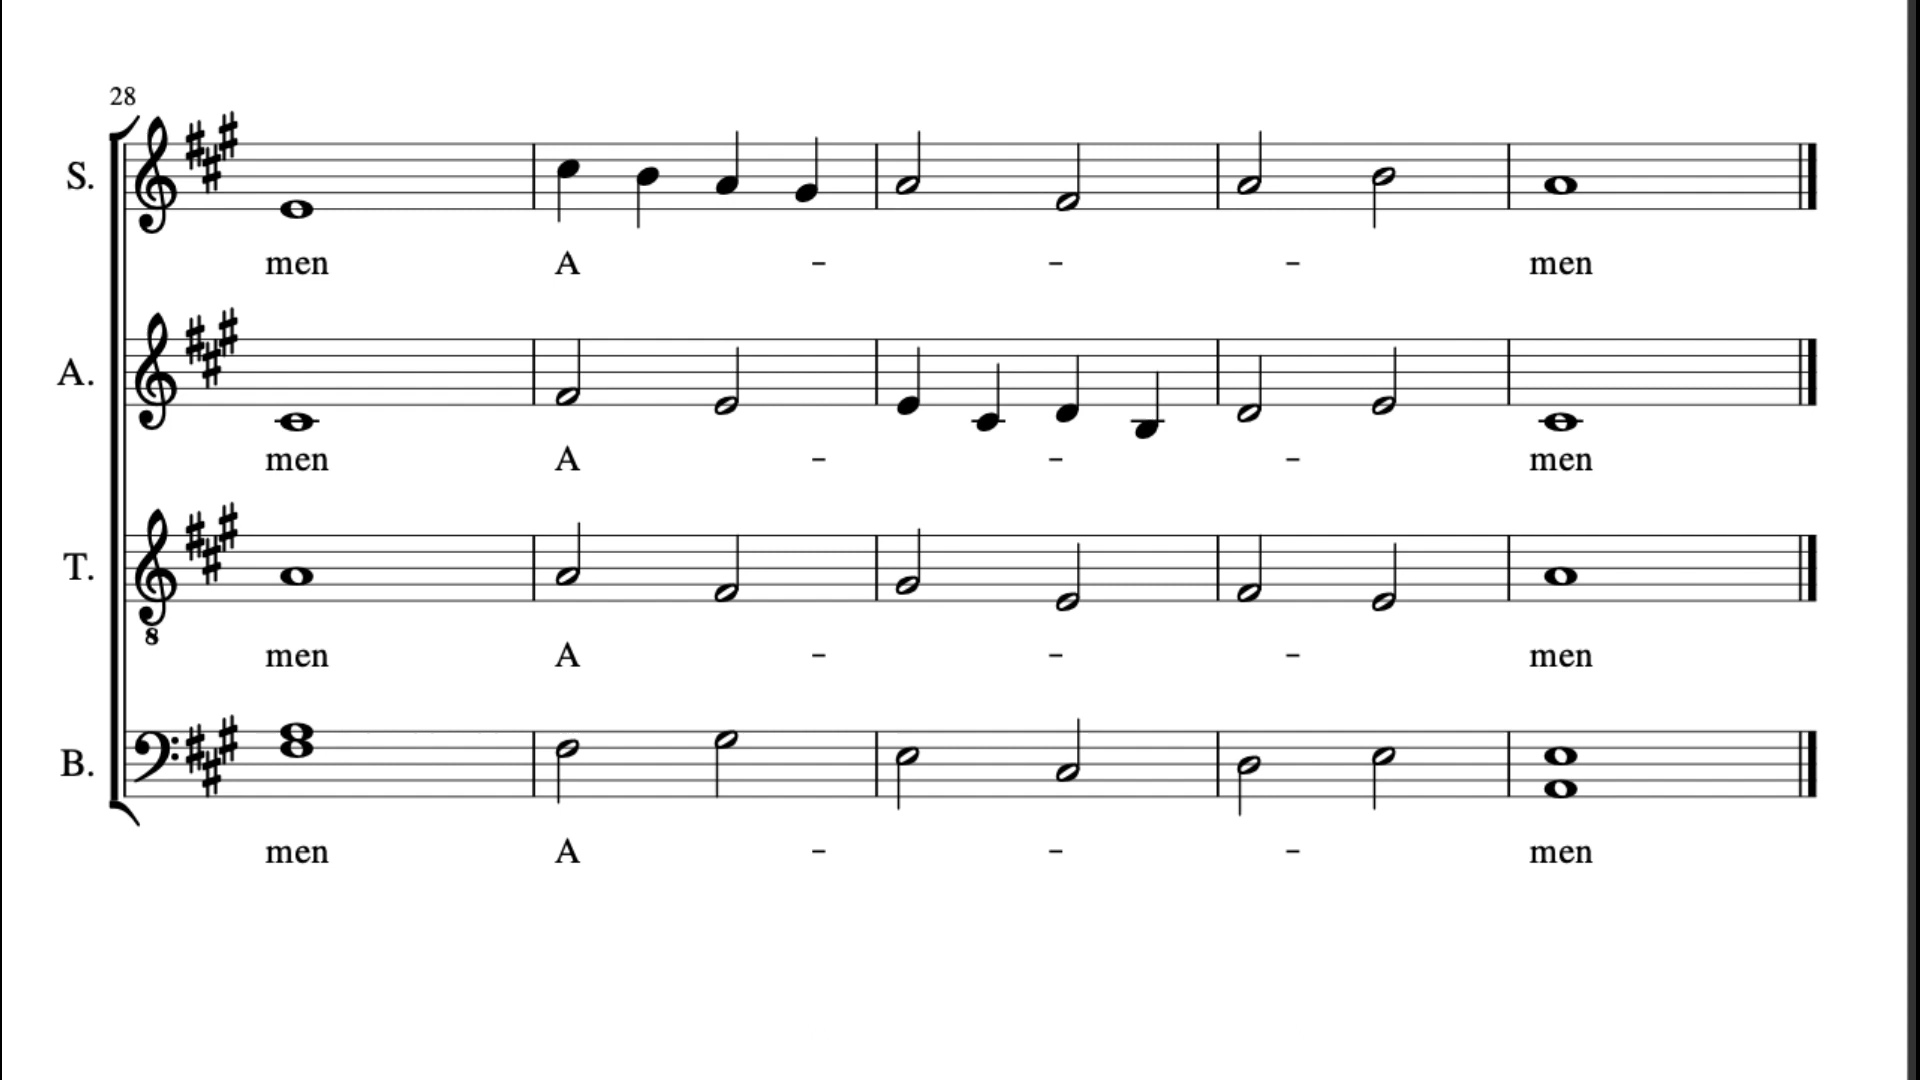 28
S.
men A - - - men
A.
men A - - - men
T.
8
men A - - - men
B.
men A - - - men